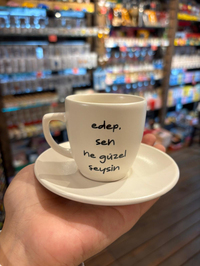 edep,
sen
ne güzel
şeysin